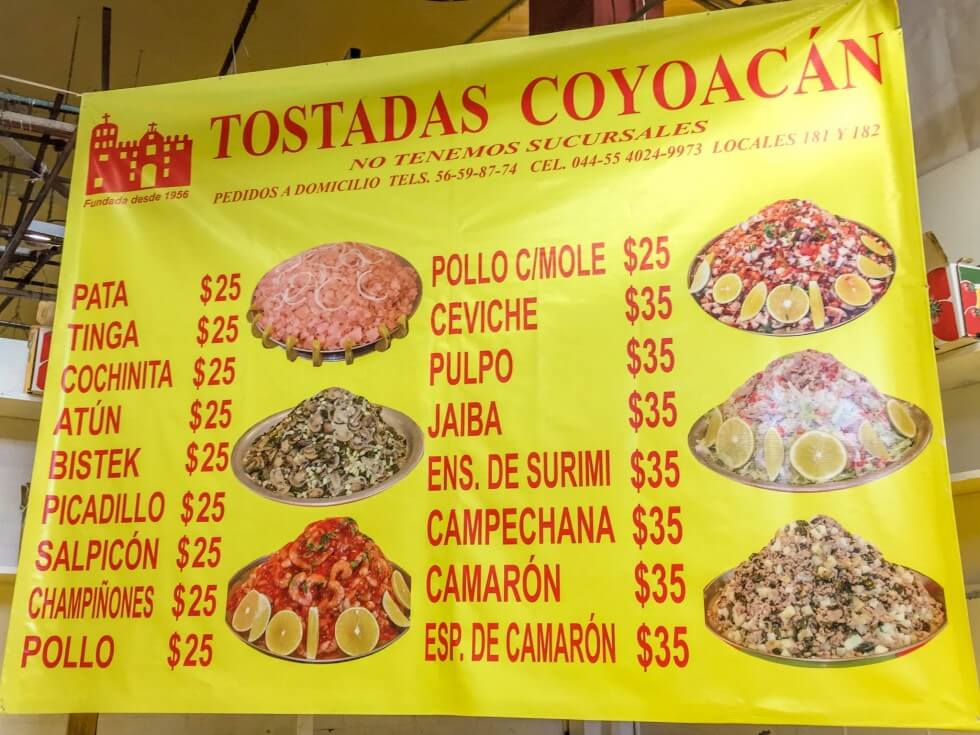 TOSTADAS COYOACÁN
NO TENEMOS SUCURSALES
PEDIDOS A DOMICILIO TELS. 56-59-87-74 CEL. 044-55 4024-9973 LOCALES 181 Y 182
Fundada desde 1956
PATA $25
TINGA $25
COCHINITA $25
ATÚN $25
BISTEK $25
PICADILLO $25
SALPICÓN $25
CHAMPIÑONES $25
POLLO $25
POLLO C/MOLE $25
CEVICHE $35
PULPO $35
JAIBA $35
ENS. DE SURIMI $35
CAMPECHANA $35
CAMARÓN $35
ESP. DE CAMARÓN $35